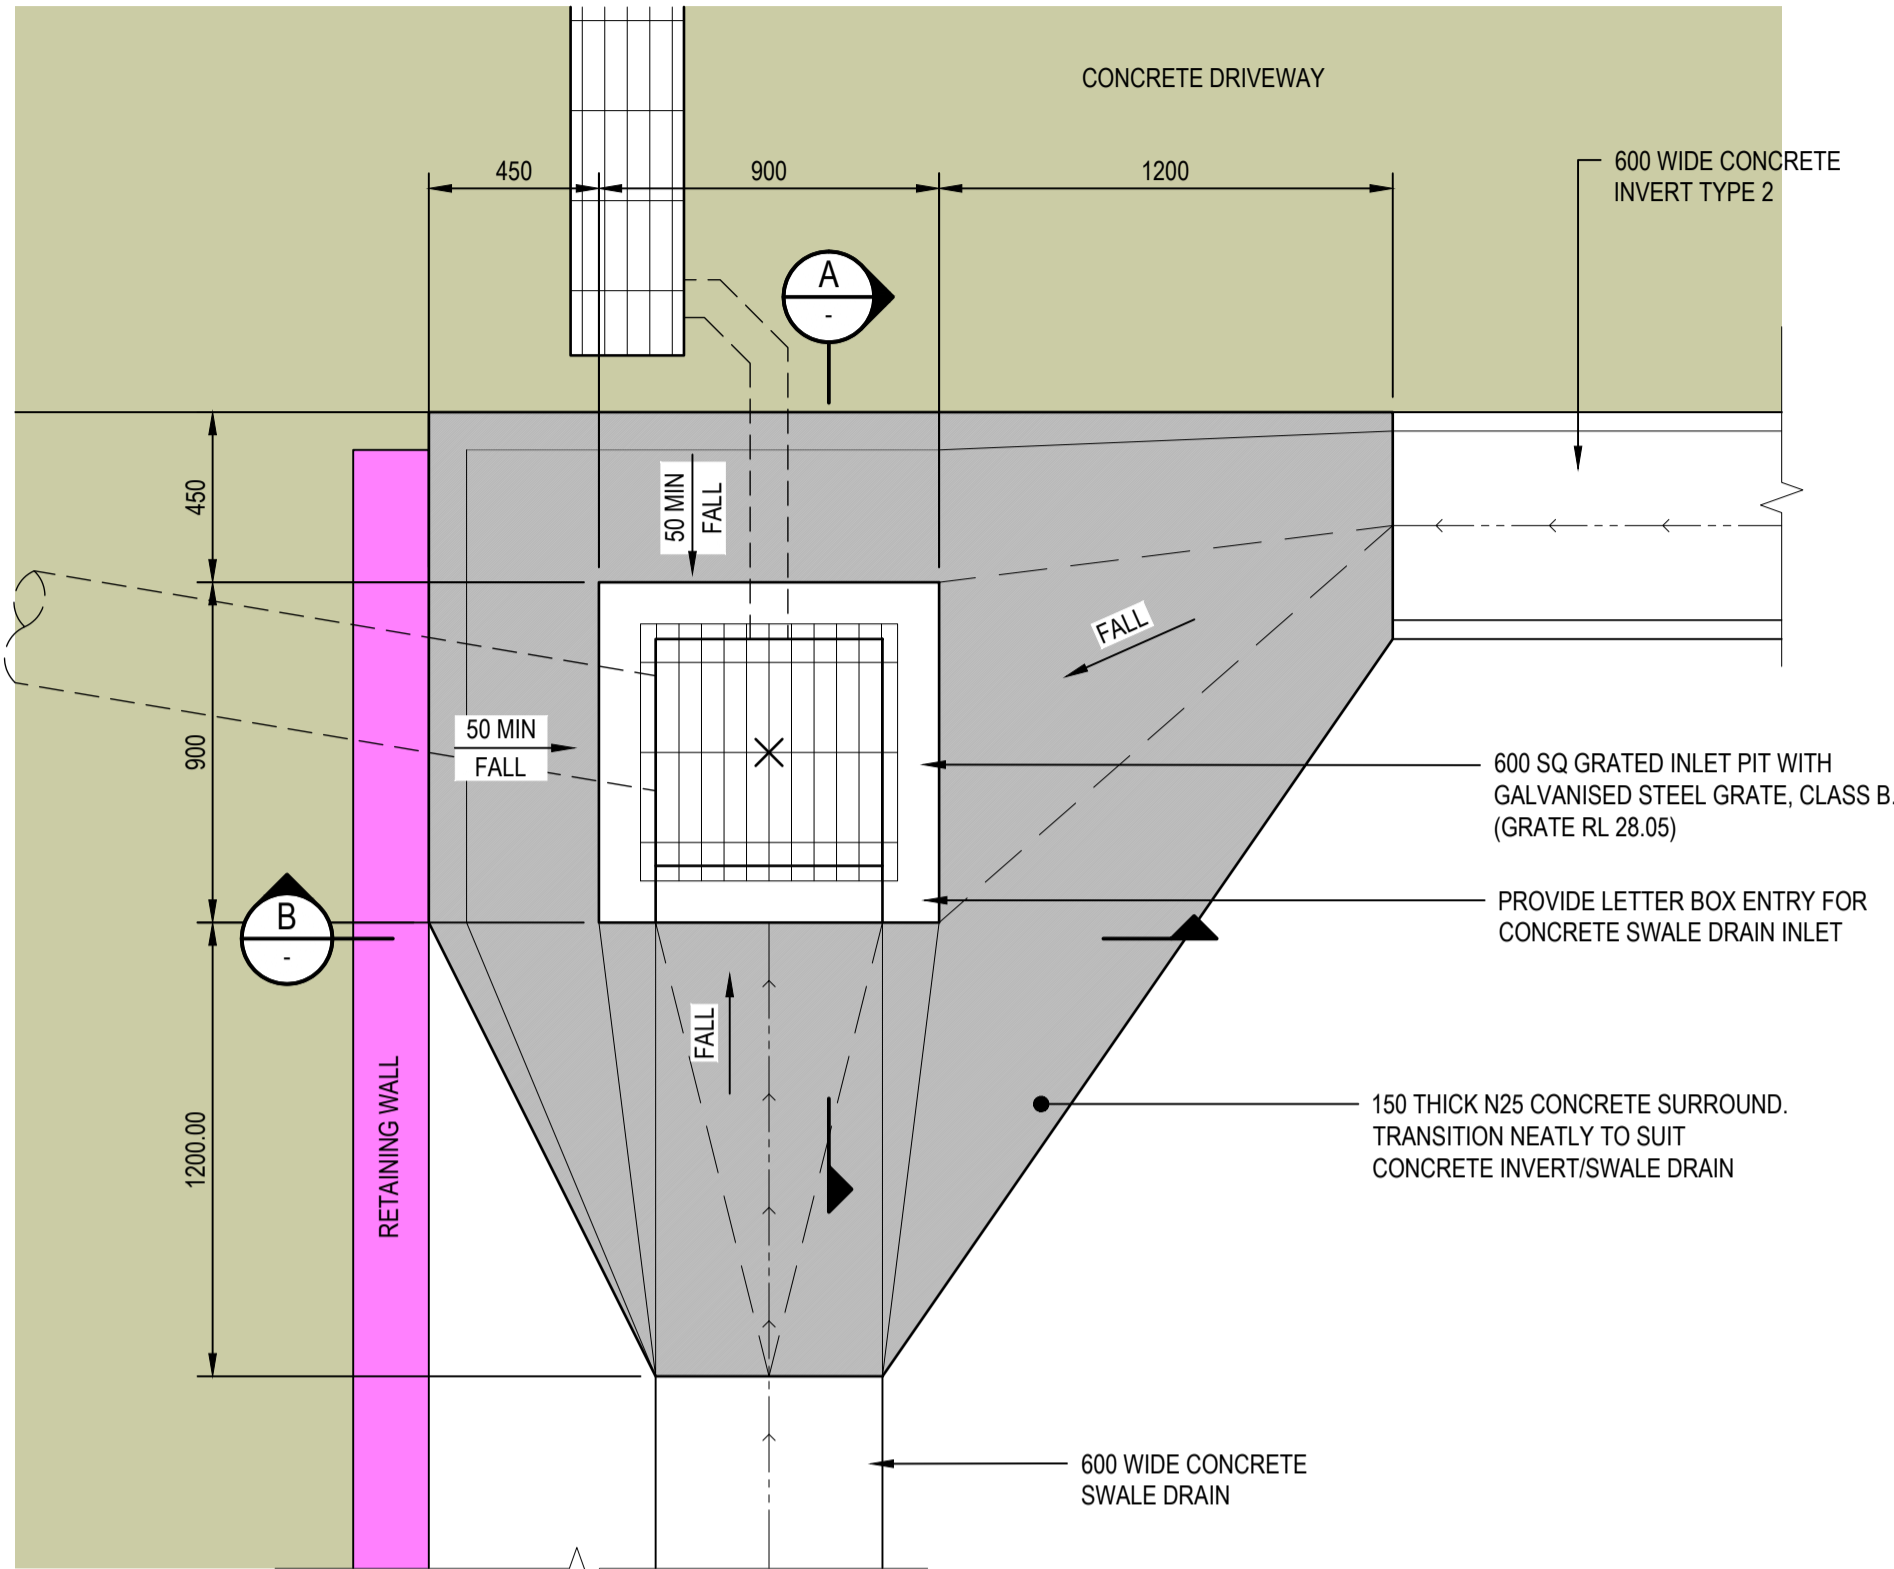 CONCRETE DRIVEWAY
600 WIDE CONCRETE
INVERT TYPE 2
450
900
1200
A
-
450
50 MIN
FALL
FALL
900
50 MIN
FALL
600 SQ GRATED INLET PIT WITH
GALVANISED STEEL GRATE, CLASS B.
(GRATE RL 28.05)
PROVIDE LETTER BOX ENTRY FOR
CONCRETE SWALE DRAIN INLET
B
-
FALL
1200.00
RETAINING WALL
150 THICK N25 CONCRETE SURROUND.
TRANSITION NEATLY TO SUIT
CONCRETE INVERT/SWALE DRAIN
600 WIDE CONCRETE
SWALE DRAIN